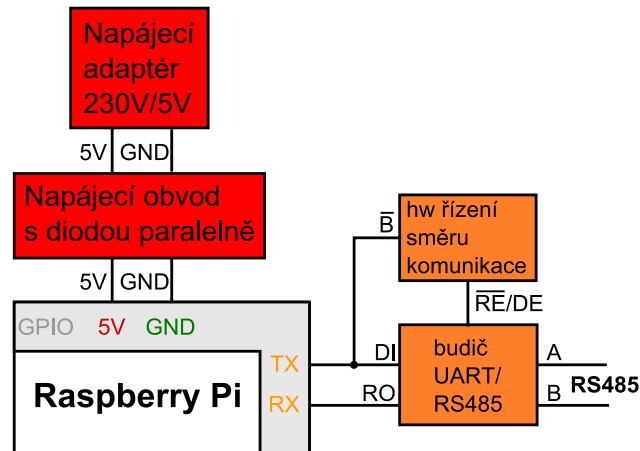 Napájecí
adaptér
230V/5V
5V GND
Napájecí obvod
s diodou paralelně
5V GND
GPIO 5V GND
Raspberry Pi
TX
RX
B̅
hw řízení
směru
komunikace
R̅E̅/DE
DI
RO
budič
UART/
RS485
A
B
RS485